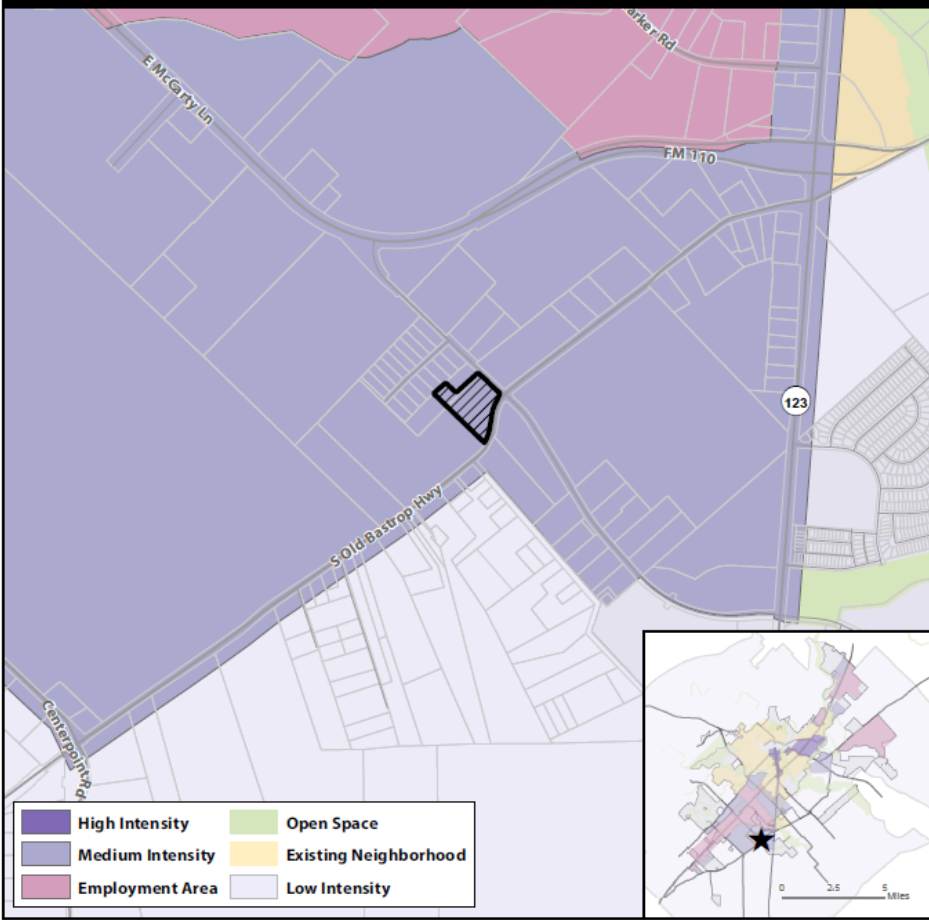 arker Rd
E McCarty Ln
FM 110
123
S Old Bastrop Hwy
Centerpoint Rd
High Intensity
Medium Intensity
Employment Area
Open Space
Existing Neighborhood
Low Intensity
0 2.5 5
Miles